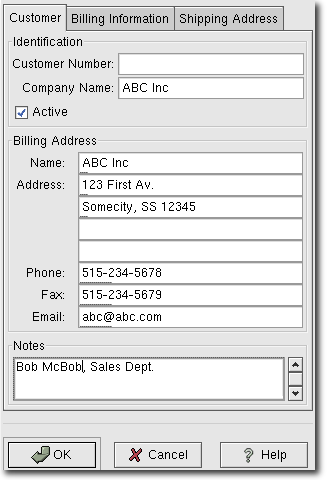 Customer Billing Information Shipping Address
Identification
Customer Number:
Company Name: ABC Inc
Active
Billing Address
Name: ABC Inc
Address: 123 First Av.
Somecity, SS 12345
Phone: 515-234-5678
Fax: 515-234-5679
Email: abc@abc.com
Notes
Bob McBob, Sales Dept.
OK Cancel ? Help